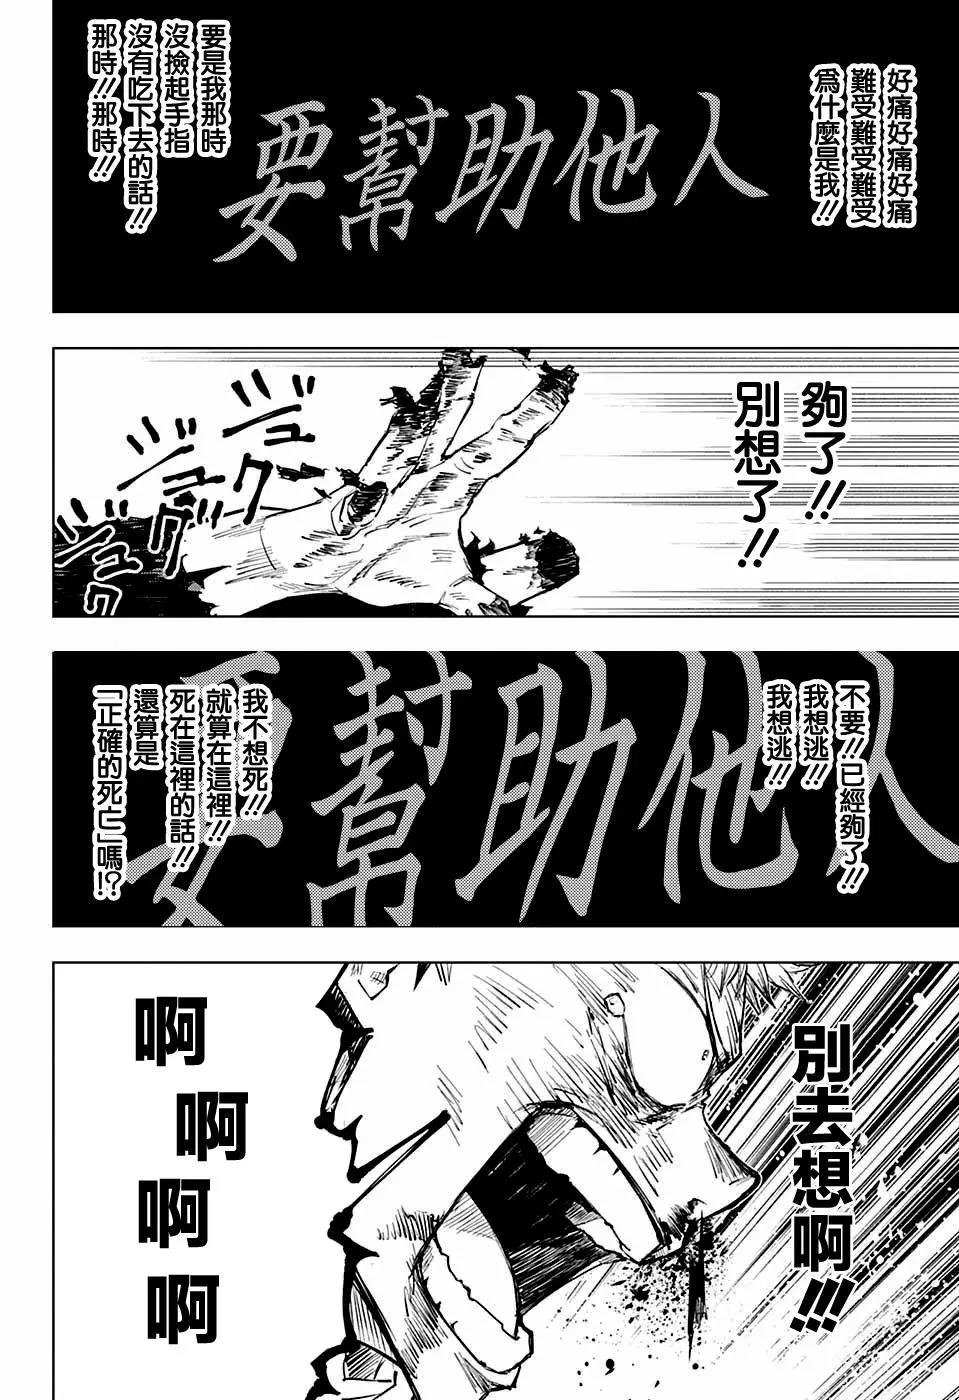 好痛好痛好痛
難受難受難受
為什麼是我!!
要幫助他人
要是我那時
沒撿起手指
沒有吃下去的話!!
那時!!那時!!
夠了!!
別想了!!
ジュジュ
グク
ジュグ
ジュク
不要!!已經夠了!!
我想逃!!
我想逃!!
要幫助他人
我不想死!!
就算在這裡!!
死在這裡的話!!
還算是
「正確的死亡」嗎!?
別去想啊!!!
啊
啊
啊
啊